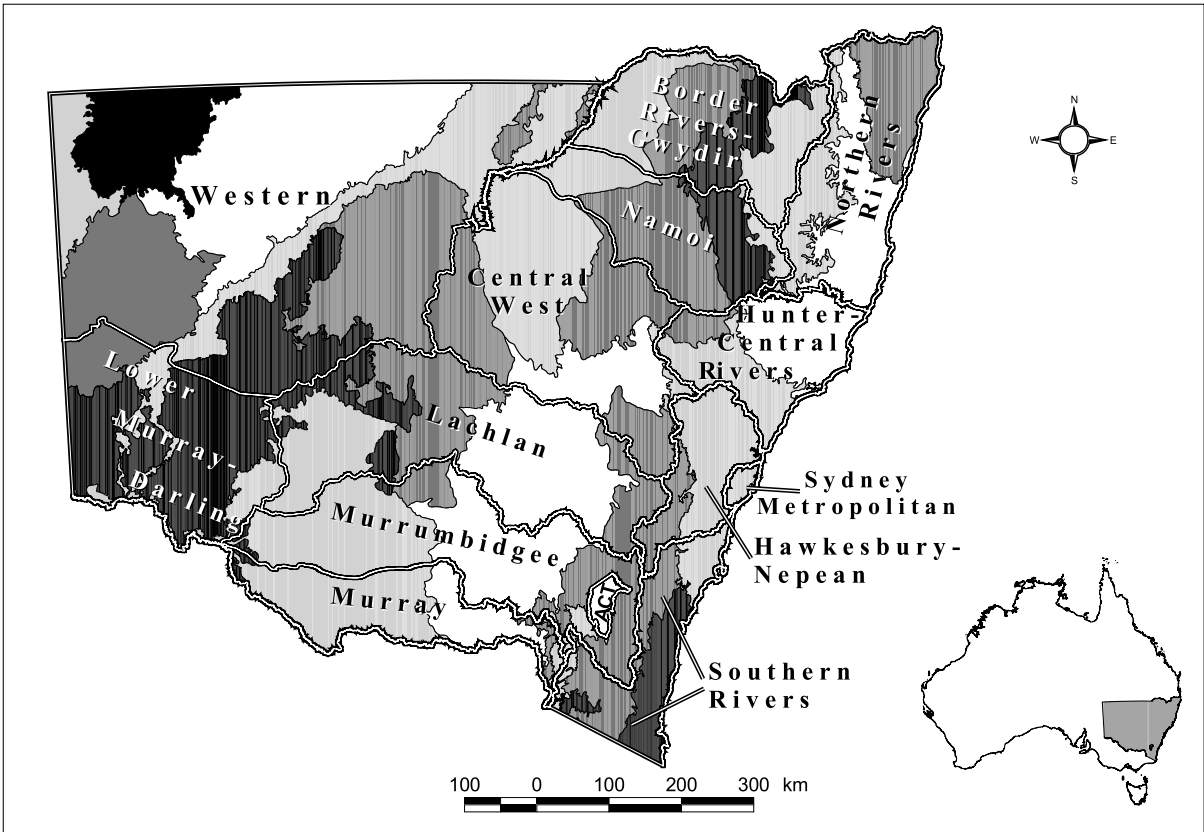 Border
Rivers-
Gwydir
Northern
Rivers
N
W E
S
Western
Namoi
Central
West
Hunter-
Central
Rivers
Lower
Murray-
Darling
Lachlan
Sydney
Metropolitan
Murrumbidgee
Hawkesbury-
Nepean
Murray
ACT
Southern
Rivers
100 0 100 200 300 km